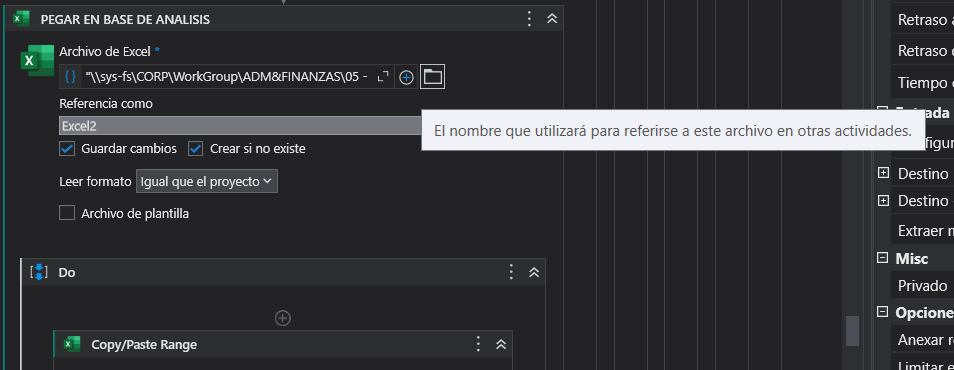 PEGAR EN BASE DE ANALISIS
Archivo de Excel *
"\\sys-fs\CORP\WorkGroup\ADM&FINANZAS\05 -
Referencia como
Excel2
El nombre que utilizará para referirse a este archivo en otras actividades.
Guardar cambios
Crear si no existe
Leer formato
Igual que el proyecto
Archivo de plantilla
Do
Copy/Paste Range
Retraso
Retraso
Tiempo
Destino
Destino
Extraer
Misc
Privado
Opcione
Anexar
Limitar